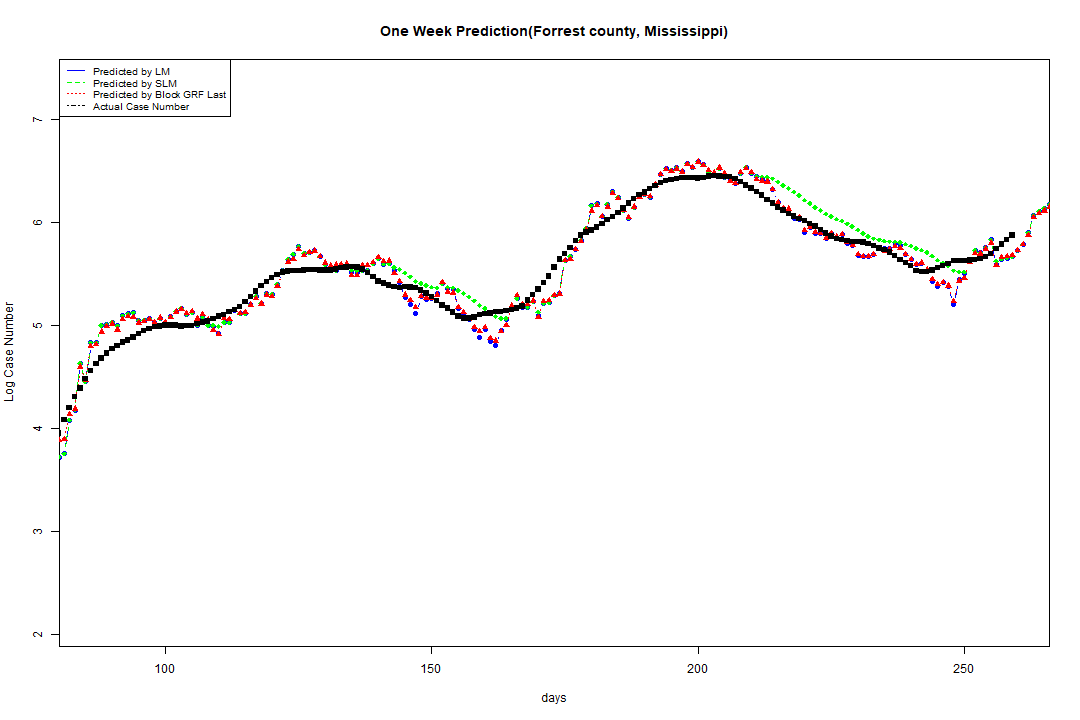 One Week Prediction(Forrest county, Mississippi)
Predicted by LM
Predicted by SLM
Predicted by Block GRF Last
Actual Case Number
7
6
5
4
3
2
Log Case Number
100 150 200 250
days